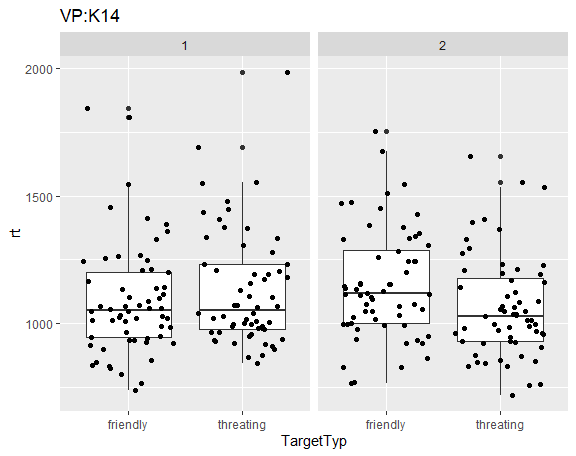 VP:K14
1
2
2000
1500
1000
rt
friendly
threating
friendly
threating
TargetTyp